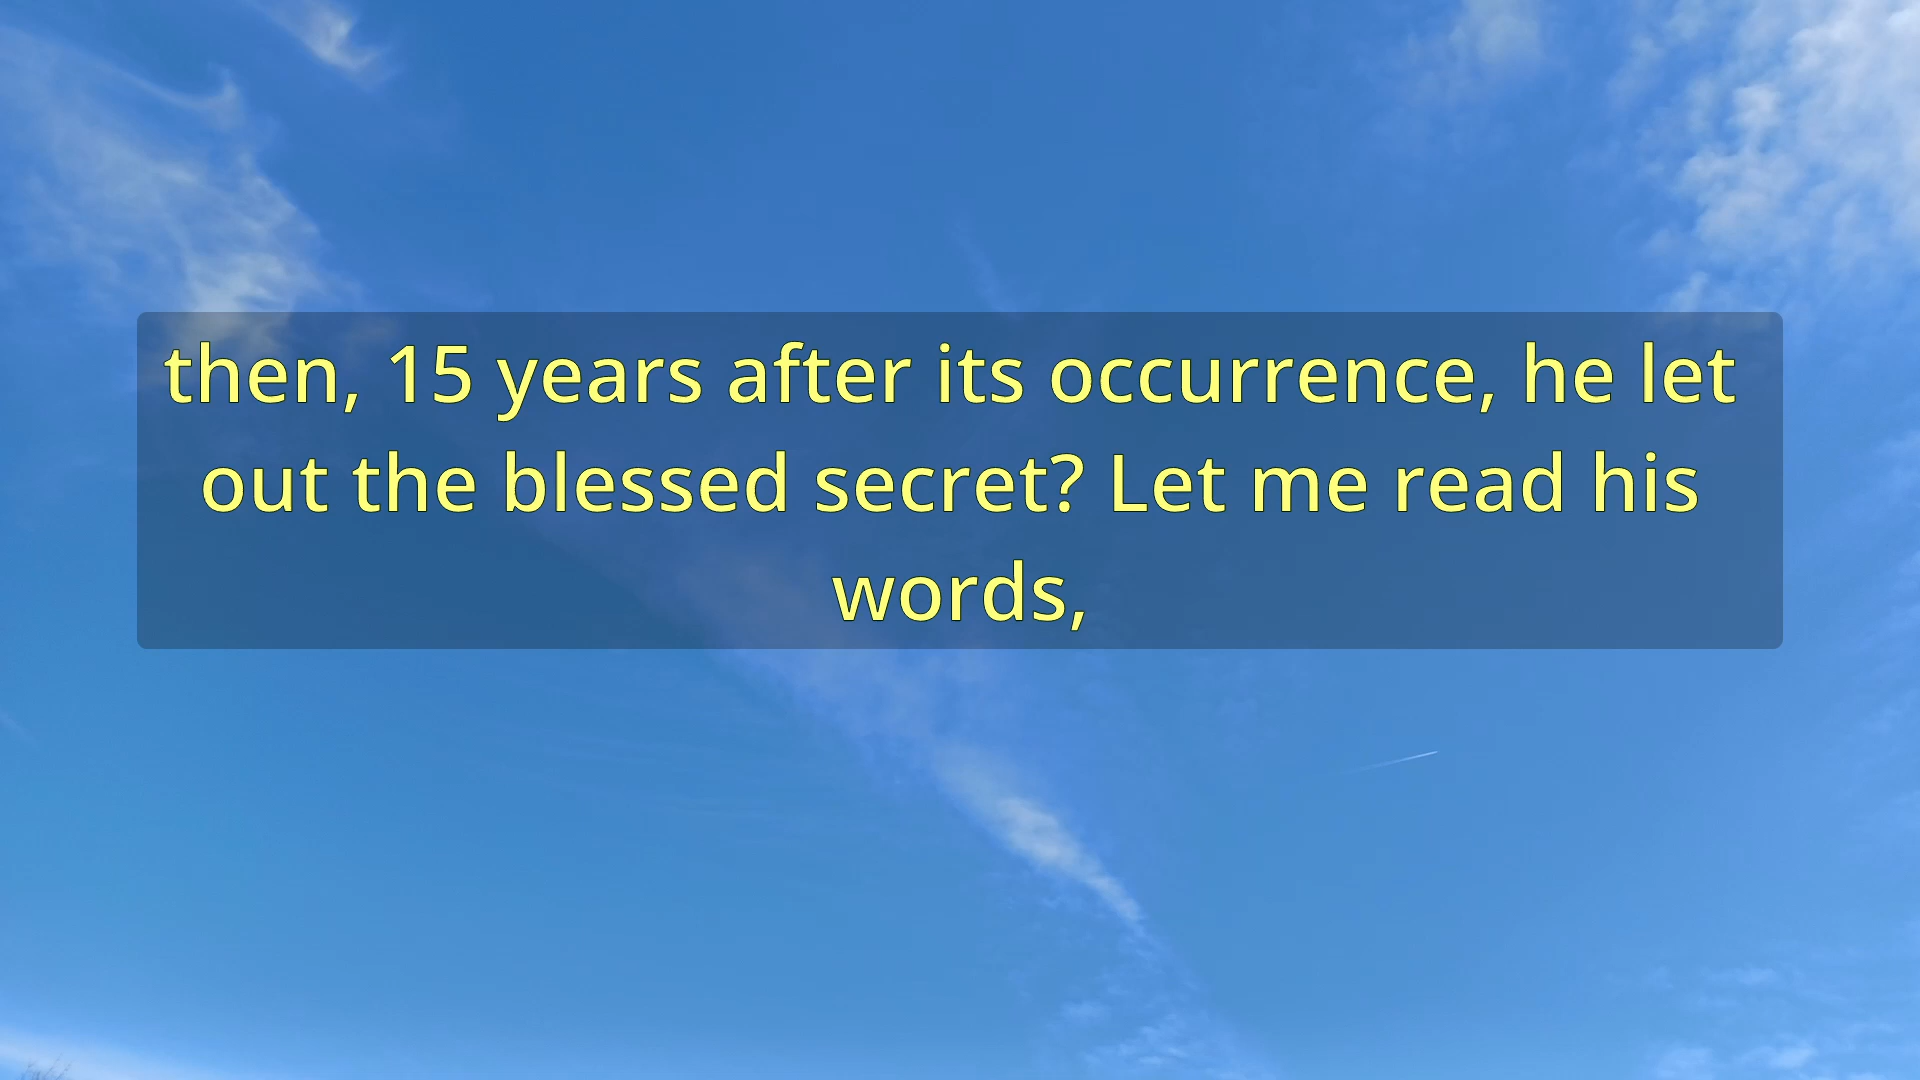 then, 15 years after its occurrence, he let
out the blessed secret? Let me read his
words,